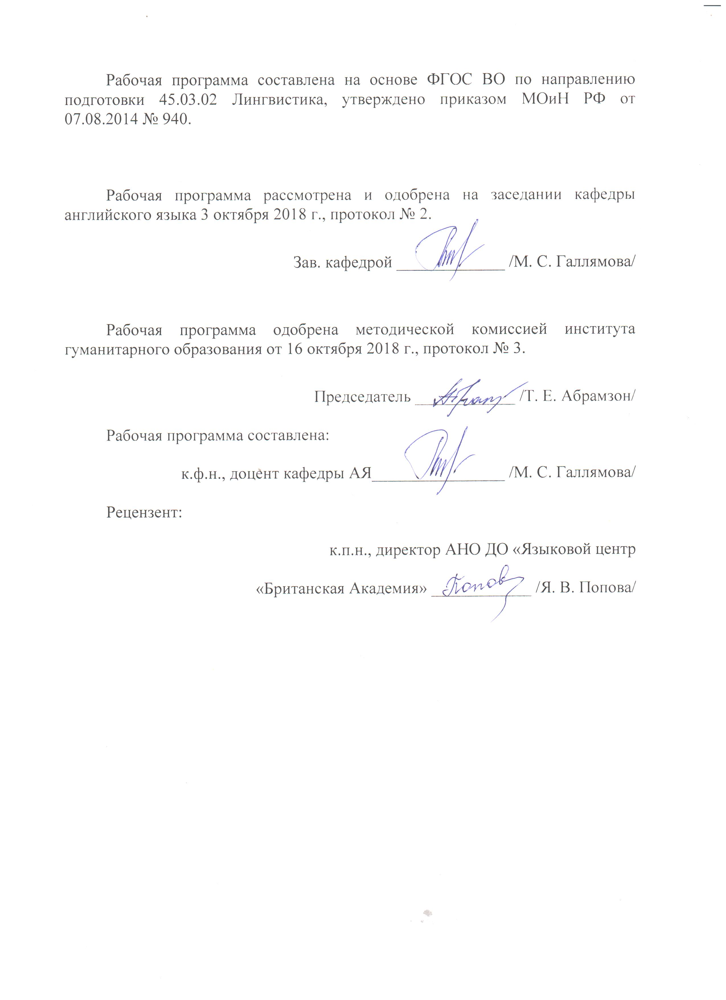 Рабочая программа составлена на основе ФГОС ВО по направлению
подготовки 45.03.02 Лингвистика, утверждено приказом МОиН РФ от
07.08.2014 № 940.
Рабочая программа рассмотрена и одобрена на заседании кафедры
английского языка 3 октября 2018 г., протокол № 2.
Зав. кафедрой _____________ /М. С. Галлямова/
Рабочая программа одобрена методической комиссией института
гуманитарного образования от 16 октября 2018 г., протокол № 3.
Председатель ____________ /Т. Е. Абрамзон/
Рабочая программа составлена:
к.ф.н., доцент кафедры АЯ________________ /М. С. Галлямова/
Рецензент:
к.п.н., директор АНО ДО «Языковой центр
«Британская Академия» ____________ /Я. В. Попова/